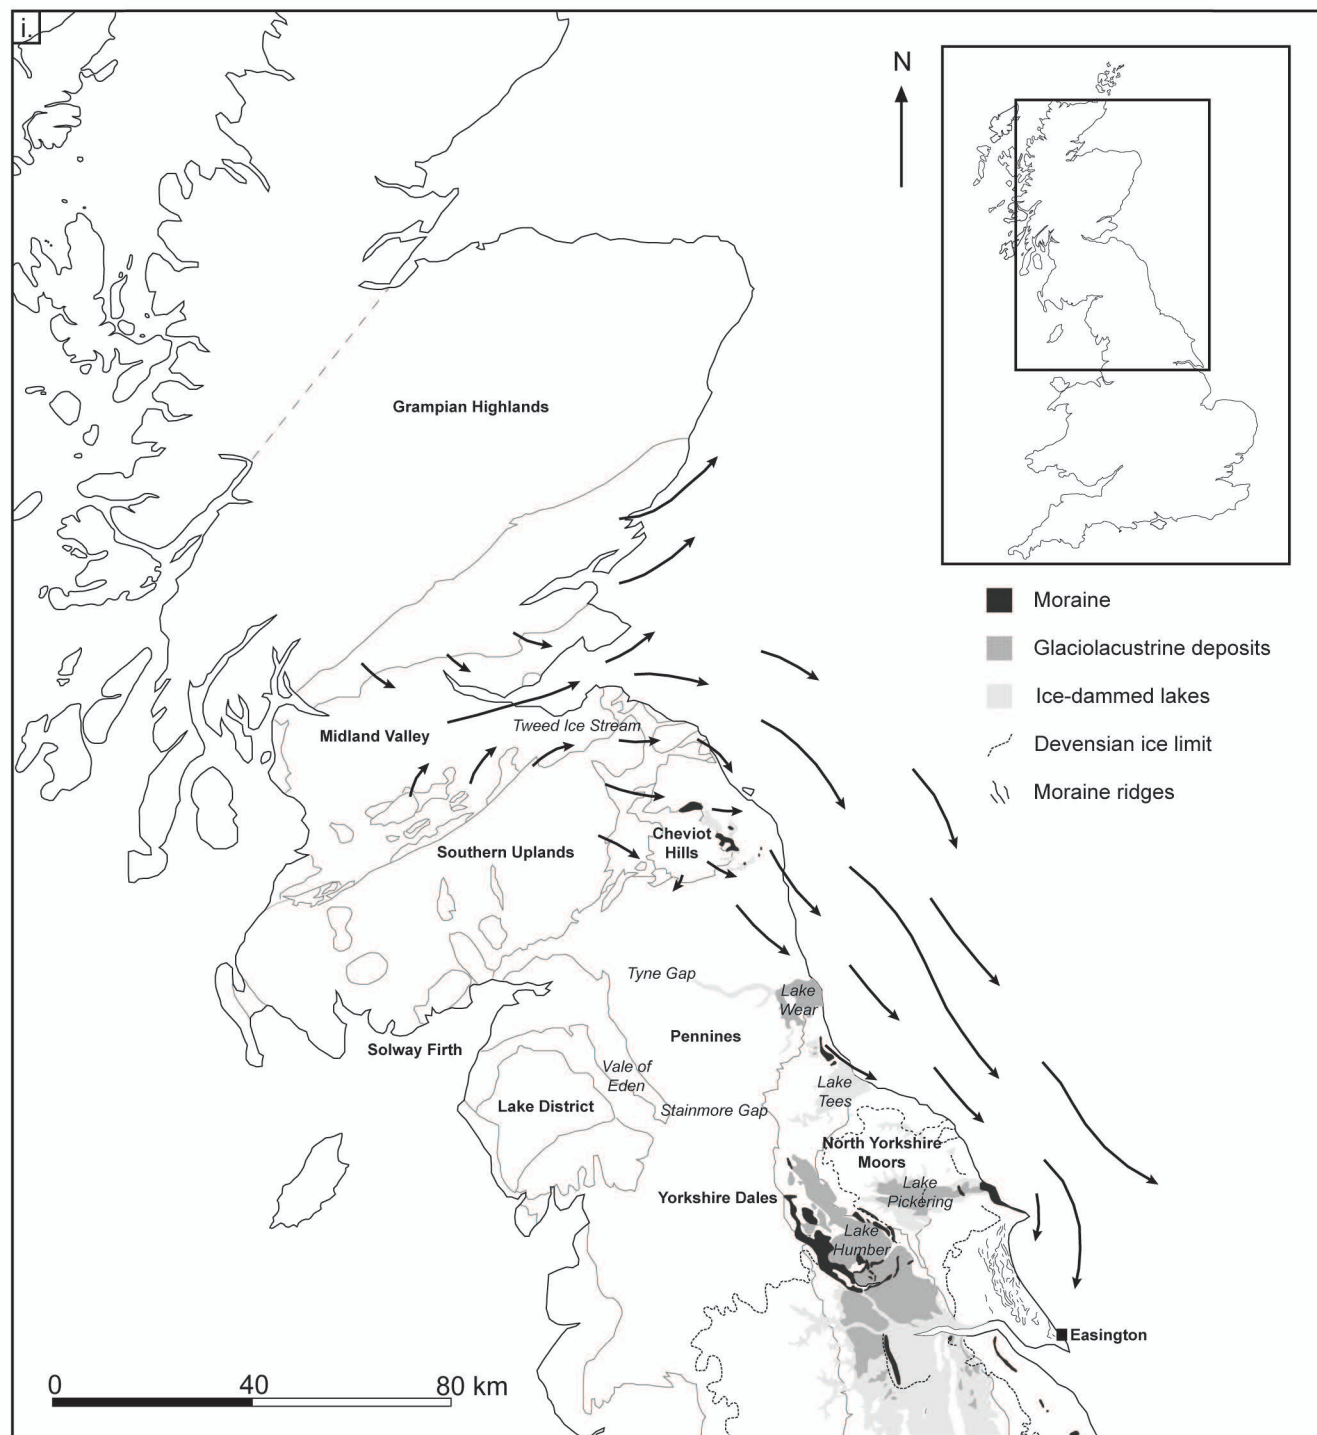 i.
N
Grampian Highlands
Moraine
Glaciolacustrine deposits
Ice-dammed lakes
Devensian ice limit
Moraine ridges
Tweed Ice Stream
Midland Valley
Cheviot
Hills
Southern Uplands
Tyne Gap
Lake
Wear
Pennines
Solway Firth
Vale of
Eden
Lake
Tees
Lake District
Stainmore Gap
North Yorkshire
Moors
Lake
Pickering
Yorkshire Dales
Lake
Humber
Easington
0 40 80 km